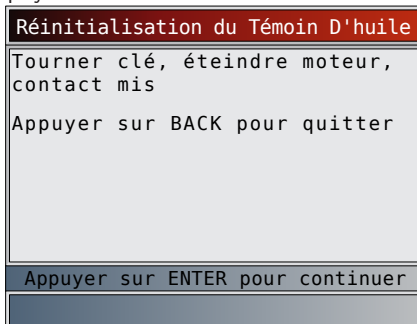 Réinitialisation du Témoin D'huile
Tourner clé, éteindre moteur,
contact mis
Appuyer sur BACK pour quitter
Appuyer sur ENTER pour continuer